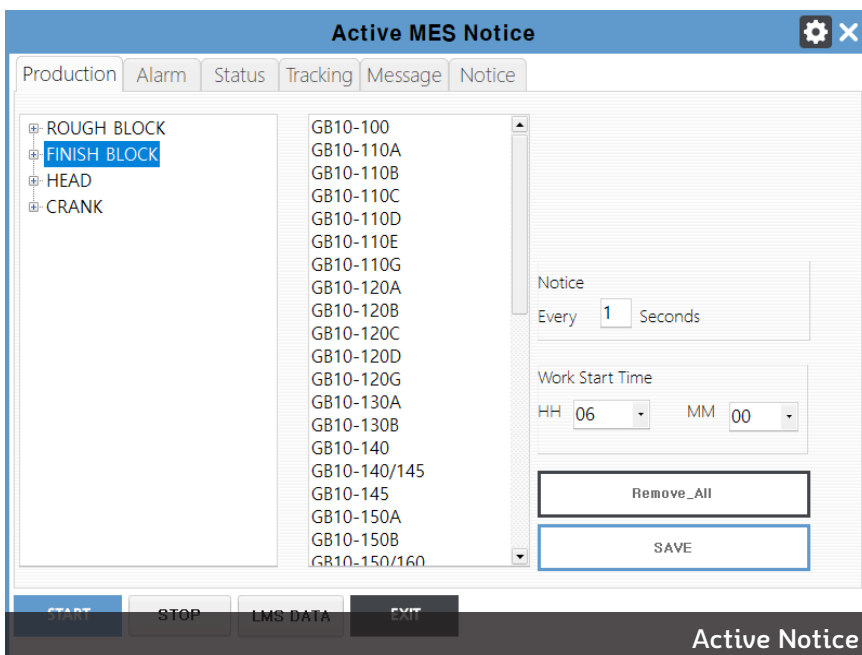 Active MES Notice
Production Alarm Status Tracking Message Notice
ROUGH BLOCK
FINISH BLOCK
HEAD
CRANK
GB10-100
GB10-110A
GB10-110B
GB10-110C
GB10-110D
GB10-110E
GB10-110G
GB10-120A
GB10-120B
GB10-120C
GB10-120D
GB10-120G
GB10-130A
GB10-130B
GB10-140
GB10-140/145
GB10-145
GB10-150A
GB10-150B
GB10-150/160
Notice
Every 1 Seconds
Work Start Time
HH 06 MM 00
Remove_All
SAVE
START STOP LMS DATA EXIT
Active Notice